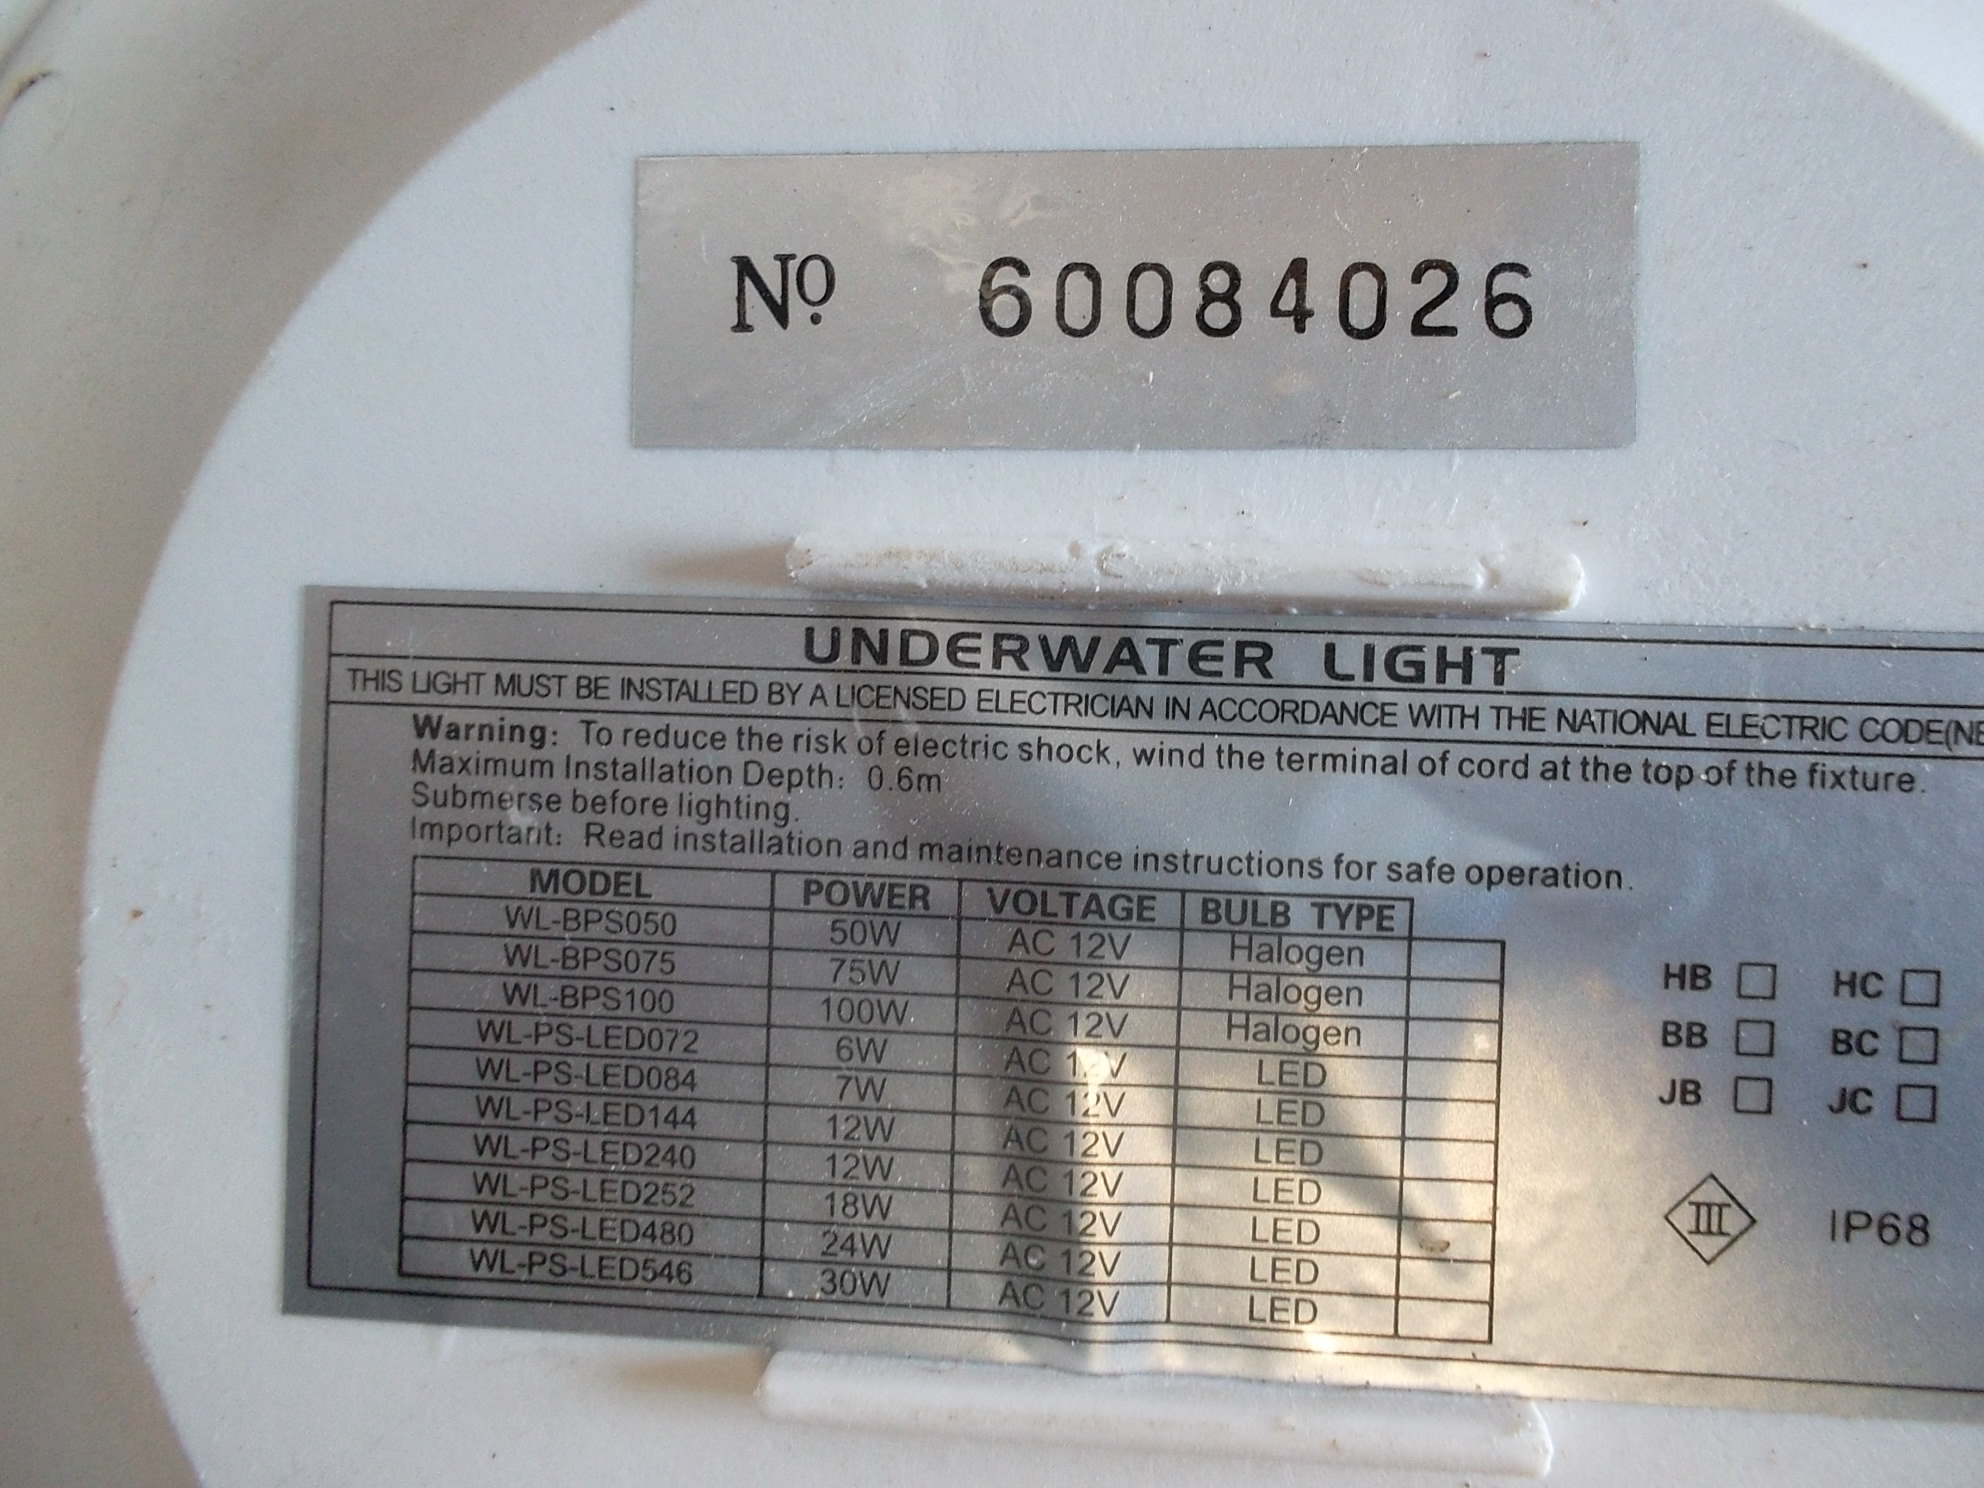 Nº 60084026
UNDERWATER LIGHT
THIS LIGHT MUST BE INSTALLED BY A LICENSED ELECTRICIAN IN ACCORDANCE WITH THE NATIONAL ELECTRIC CODE(NE
Warning: To reduce the risk of electric shock, wind the terminal of cord at the top of the fixture.
Maximum Installation Depth: 0.6m
Submerse before lighting.
Important: Read installation and maintenance instructions for safe operation.
MODEL POWER VOLTAGE BULB TYPE
WL-BPS050 50W AC 12V Halogen
WL-BPS075 75W AC 12V Halogen
WL-BPS100 100W AC 12V Halogen
WL-PS-LED072 6W AC 12V LED
WL-PS-LED084 7W AC 12V LED
WL-PS-LED144 12W AC 12V LED
WL-PS-LED240 12W AC 12V LED
WL-PS-LED252 18W AC 12V LED
WL-PS-LED480 24W AC 12V LED
WL-PS-LED546 30W AC 12V LED
HB HC
BB BC
JB JC
III IP68